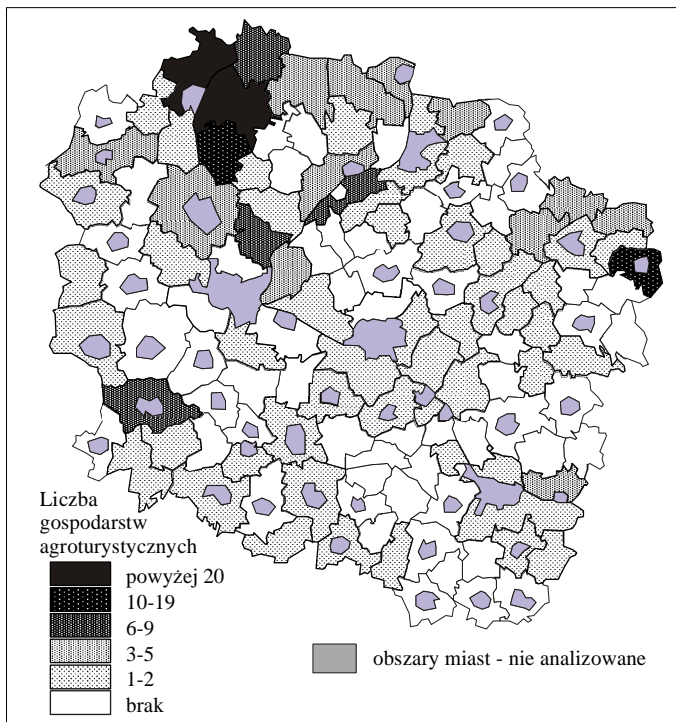 Liczba
gospodarstw
agroturystycznych
powyżej 20
10-19
6-9
3-5
1-2
brak
obszary miast - nie analizowane